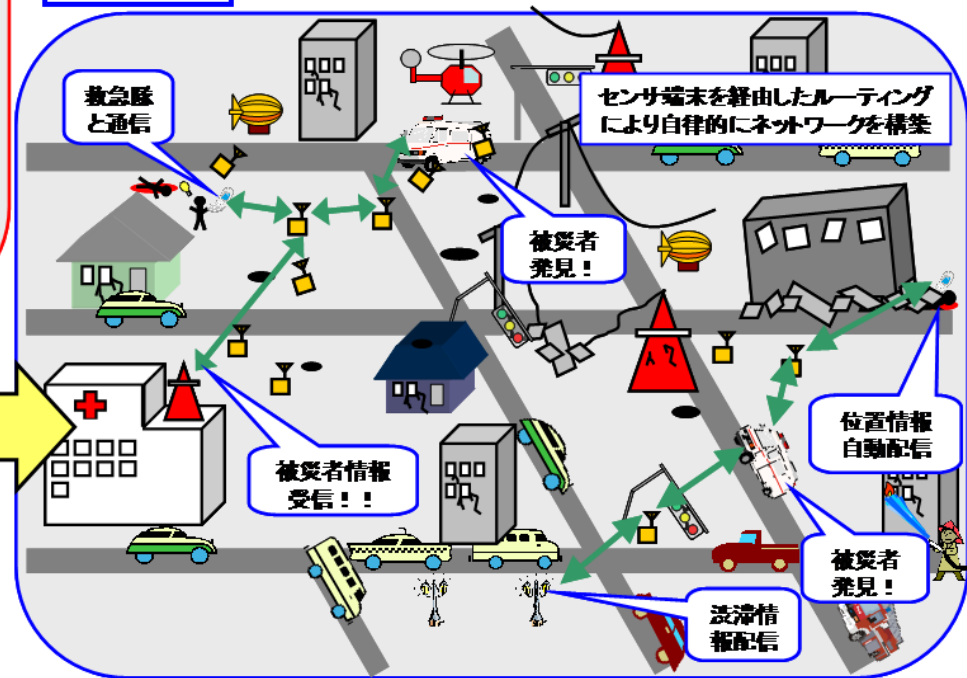 救急隊
と通信
センサ端末を経由したルーティング
により自律的にネットワークを構築
被災者
発見！
位置情報
自動配信
被災者情報
受信！！
被災者
発見！
渋滞情
報配信